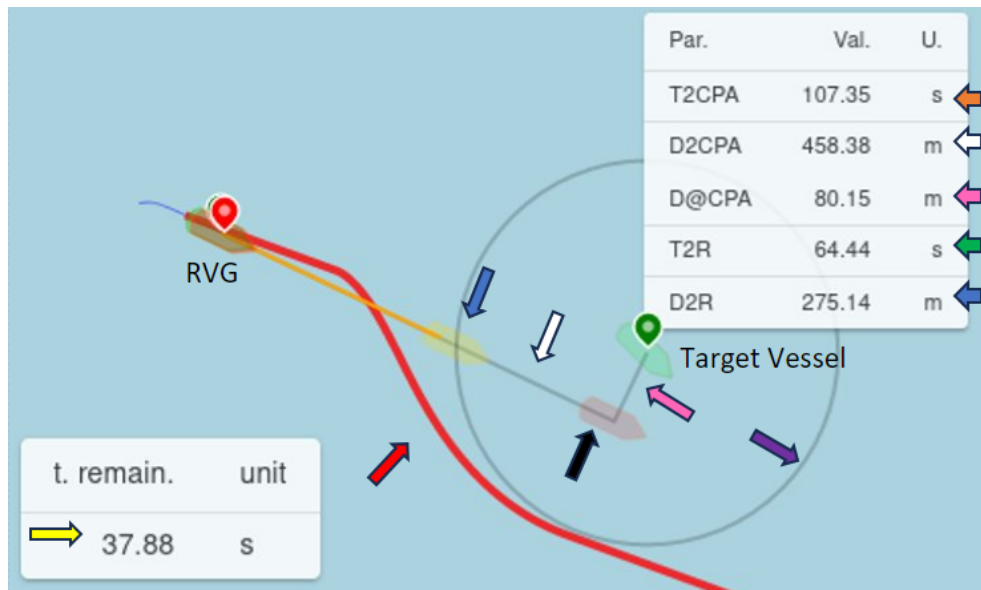 Par. Val. U.
T2CPA 107.35 s
D2CPA 458.38 m
D@CPA 80.15 m
T2R 64.44 s
D2R 275.14 m
RVG
Target Vessel
t. remain. unit
37.88 s